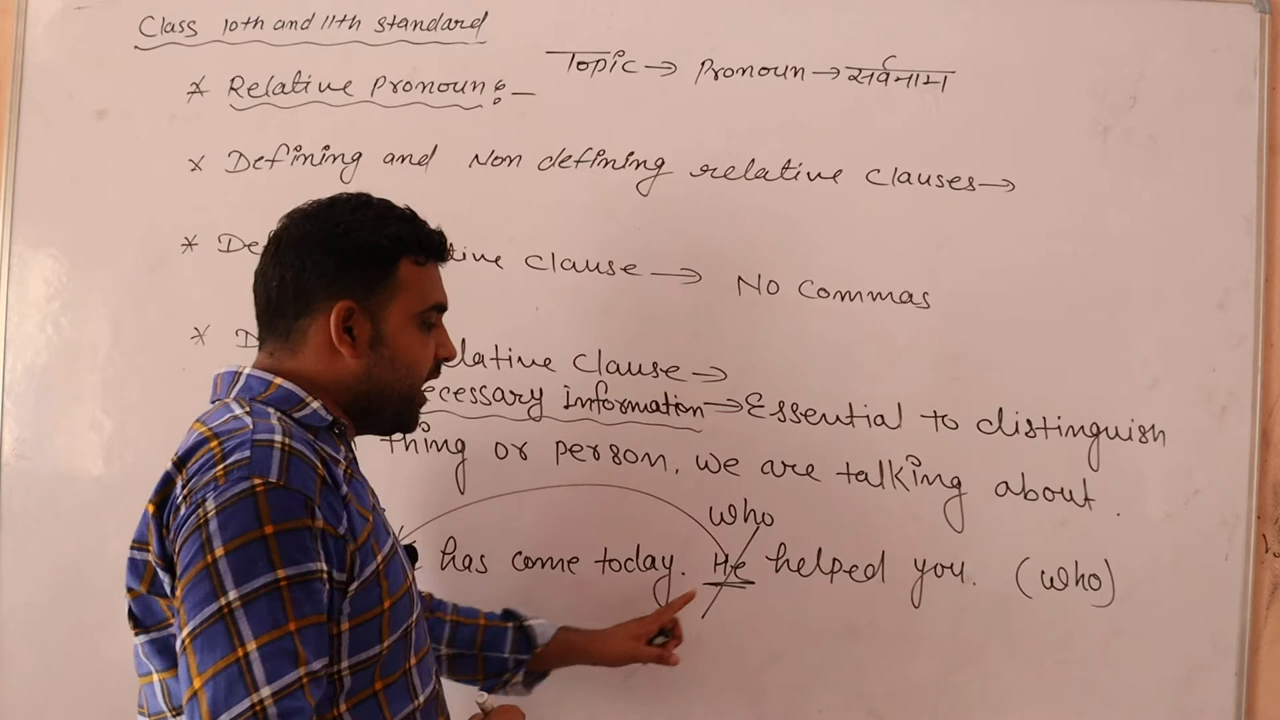 Class 10th and 11th standard
Topic → Pronoun → सर्वनाम
* Relative Pronoun :-
* Defining and Non defining relative clauses →
* De tive clause → No commas
* D elative clause →
ecessary information → Essential to distinguish
thing or person, we are talking about.
who
has come today. He helped you. (who)